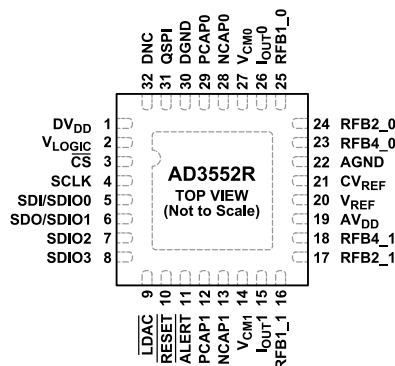 32 DNC
31 QSPI
30 DGND
29 PCAP0
28 NCAP0
27 VCM0
26 IOUT0
25 RFB1_0
DVDD 1
VLOGIC 2
CS 3
SCLK 4
SDI/SDIO0 5
SDO/SDIO1 6
SDIO2 7
SDIO3 8
AD3552R
TOP VIEW
(Not to Scale)
24 RFB2_0
23 RFB4_0
22 AGND
21 CVREF
20 VREF
19 AVDD
18 RFB4_1
17 RFB2_1
LDAC 9
RESET 10
ALERT 11
PCAP1 12
NCAP1 13
VCM1 14
IOUT1 15
RFB1_1 16